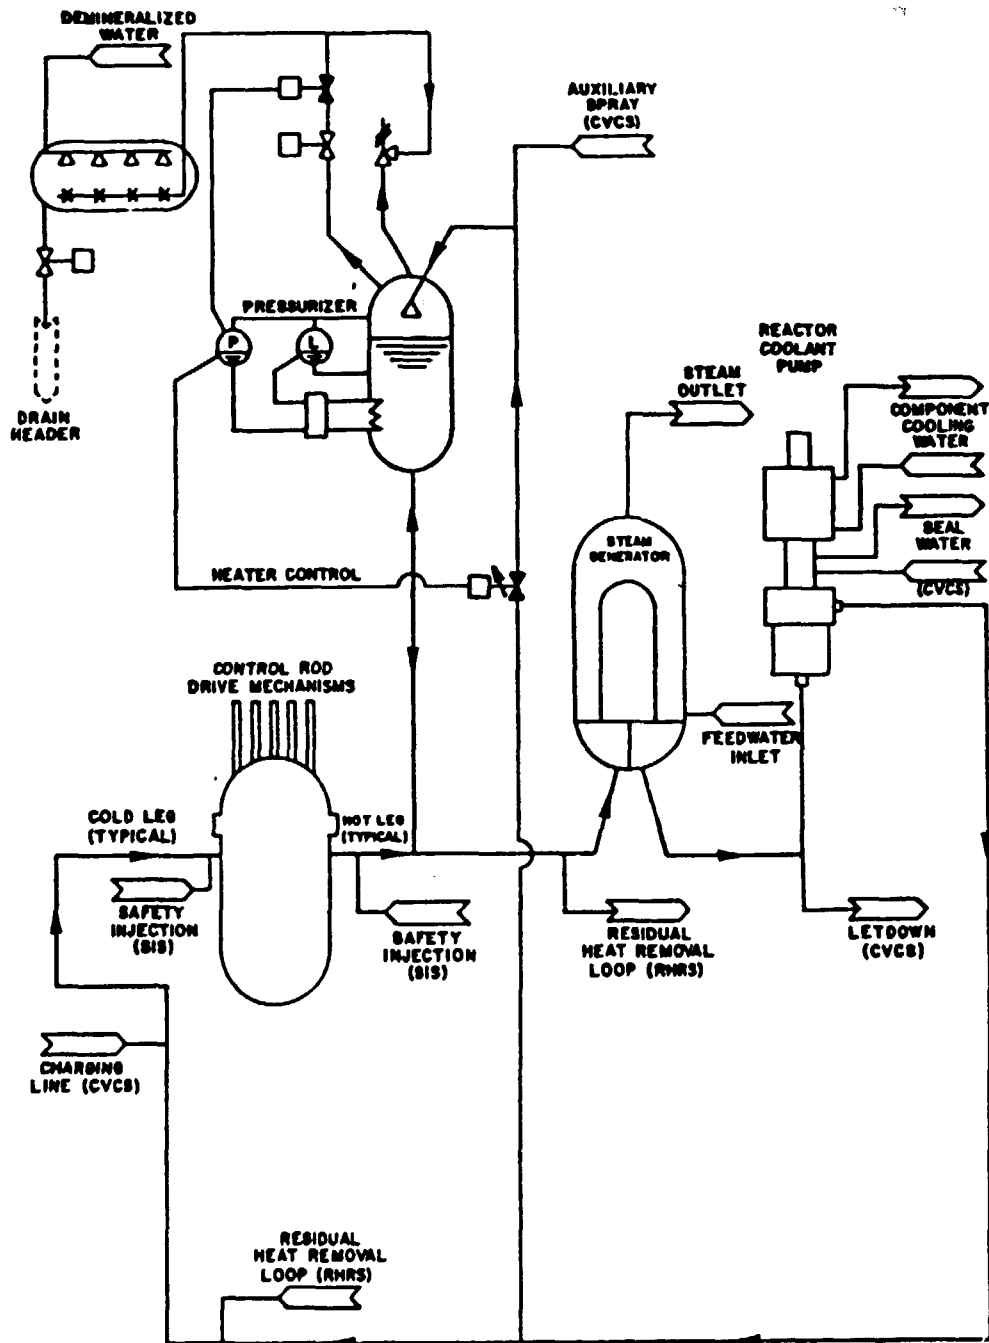 DEMINERALIZED
WATER
AUXILIARY
SPRAY
(CVCS)
PRESSURIZER
P
L
REACTOR
COOLANT
PUMP
STEAM
OUTLET
COMPONENT
COOLING
WATER
DRAIN
HEADER
SEAL
WATER
STEAM
GENERATOR
HEATER CONTROL
(CVCS)
CONTROL ROD
DRIVE MECHANISMS
FEEDWATER
INLET
COLD LEG
(TYPICAL)
HOT LEG
(TYPICAL)
SAFETY
INJECTION
(SIS)
SAFETY
INJECTION
(SIS)
RESIDUAL
HEAT REMOVAL
LOOP (RHRS)
LETDOWN
(CVCS)
CHARGING
LINE (CVCS)
RESIDUAL
HEAT REMOVAL
LOOP (RHRS)